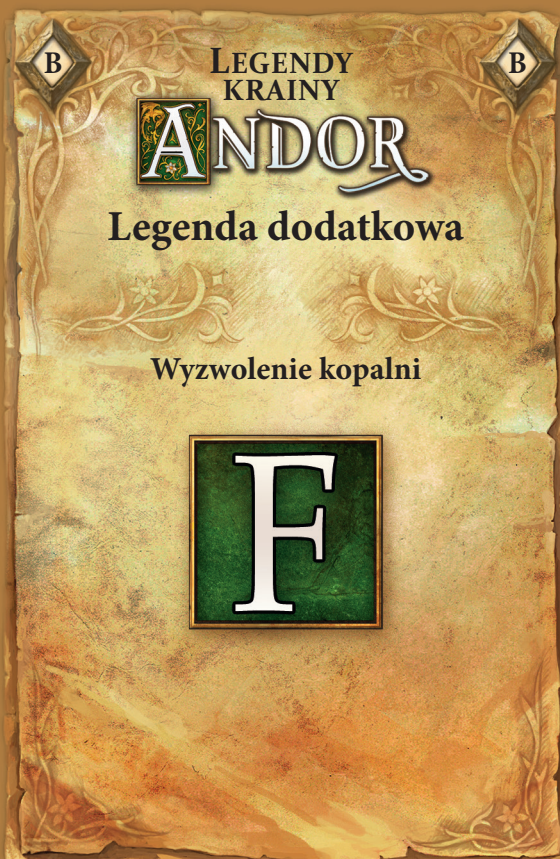 B
B
LEGENDY
KRAINY
ANDOR
Legenda dodatkowa
Wyzwolenie kopalni
F